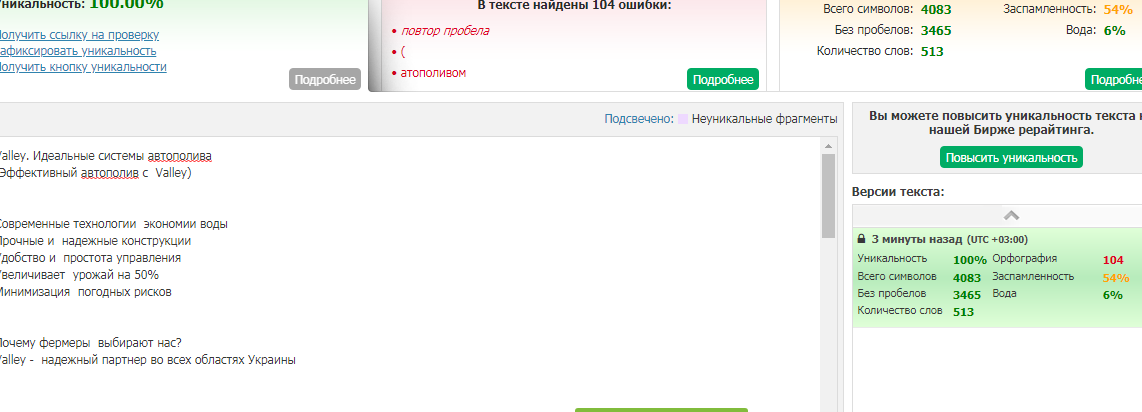 никальность: 100.00%
олучить ссылку на проверку
афиксировать уникальность
олучить кнопку уникальности
Подробнее
В тексте найдены 104 ошибки:
• повтор пробела
• (
• атополивом
Подробнее
Всего символов: 4083 Заспамленность: 54%
Без пробелов: 3465 Вода: 6%
Количество слов: 513
Подробне
Подсвечено: Неуникальные фрагменты
Valley. Идеальные системы автополива
Эффективный автополив с  Valley)
Современные технологии  экономии воды
Прочные и  надежные конструкции
добство и  простота управления
величивает  урожай на 50%
Минимизация  погодных рисков
Почему фермеры  выбирают нас?
Valley -  надежный партнер во всех областях Украины
Вы можете повысить уникальность текста н
нашей Бирже рерайтинга.
Повысить уникальность
Версии текста:
3 минуты назад (UTC +03:00)
Уникальность 100% Орфография 104
Всего символов 4083 Заспамленность 54%
Без пробелов 3465 Вода 6%
Количество слов 513